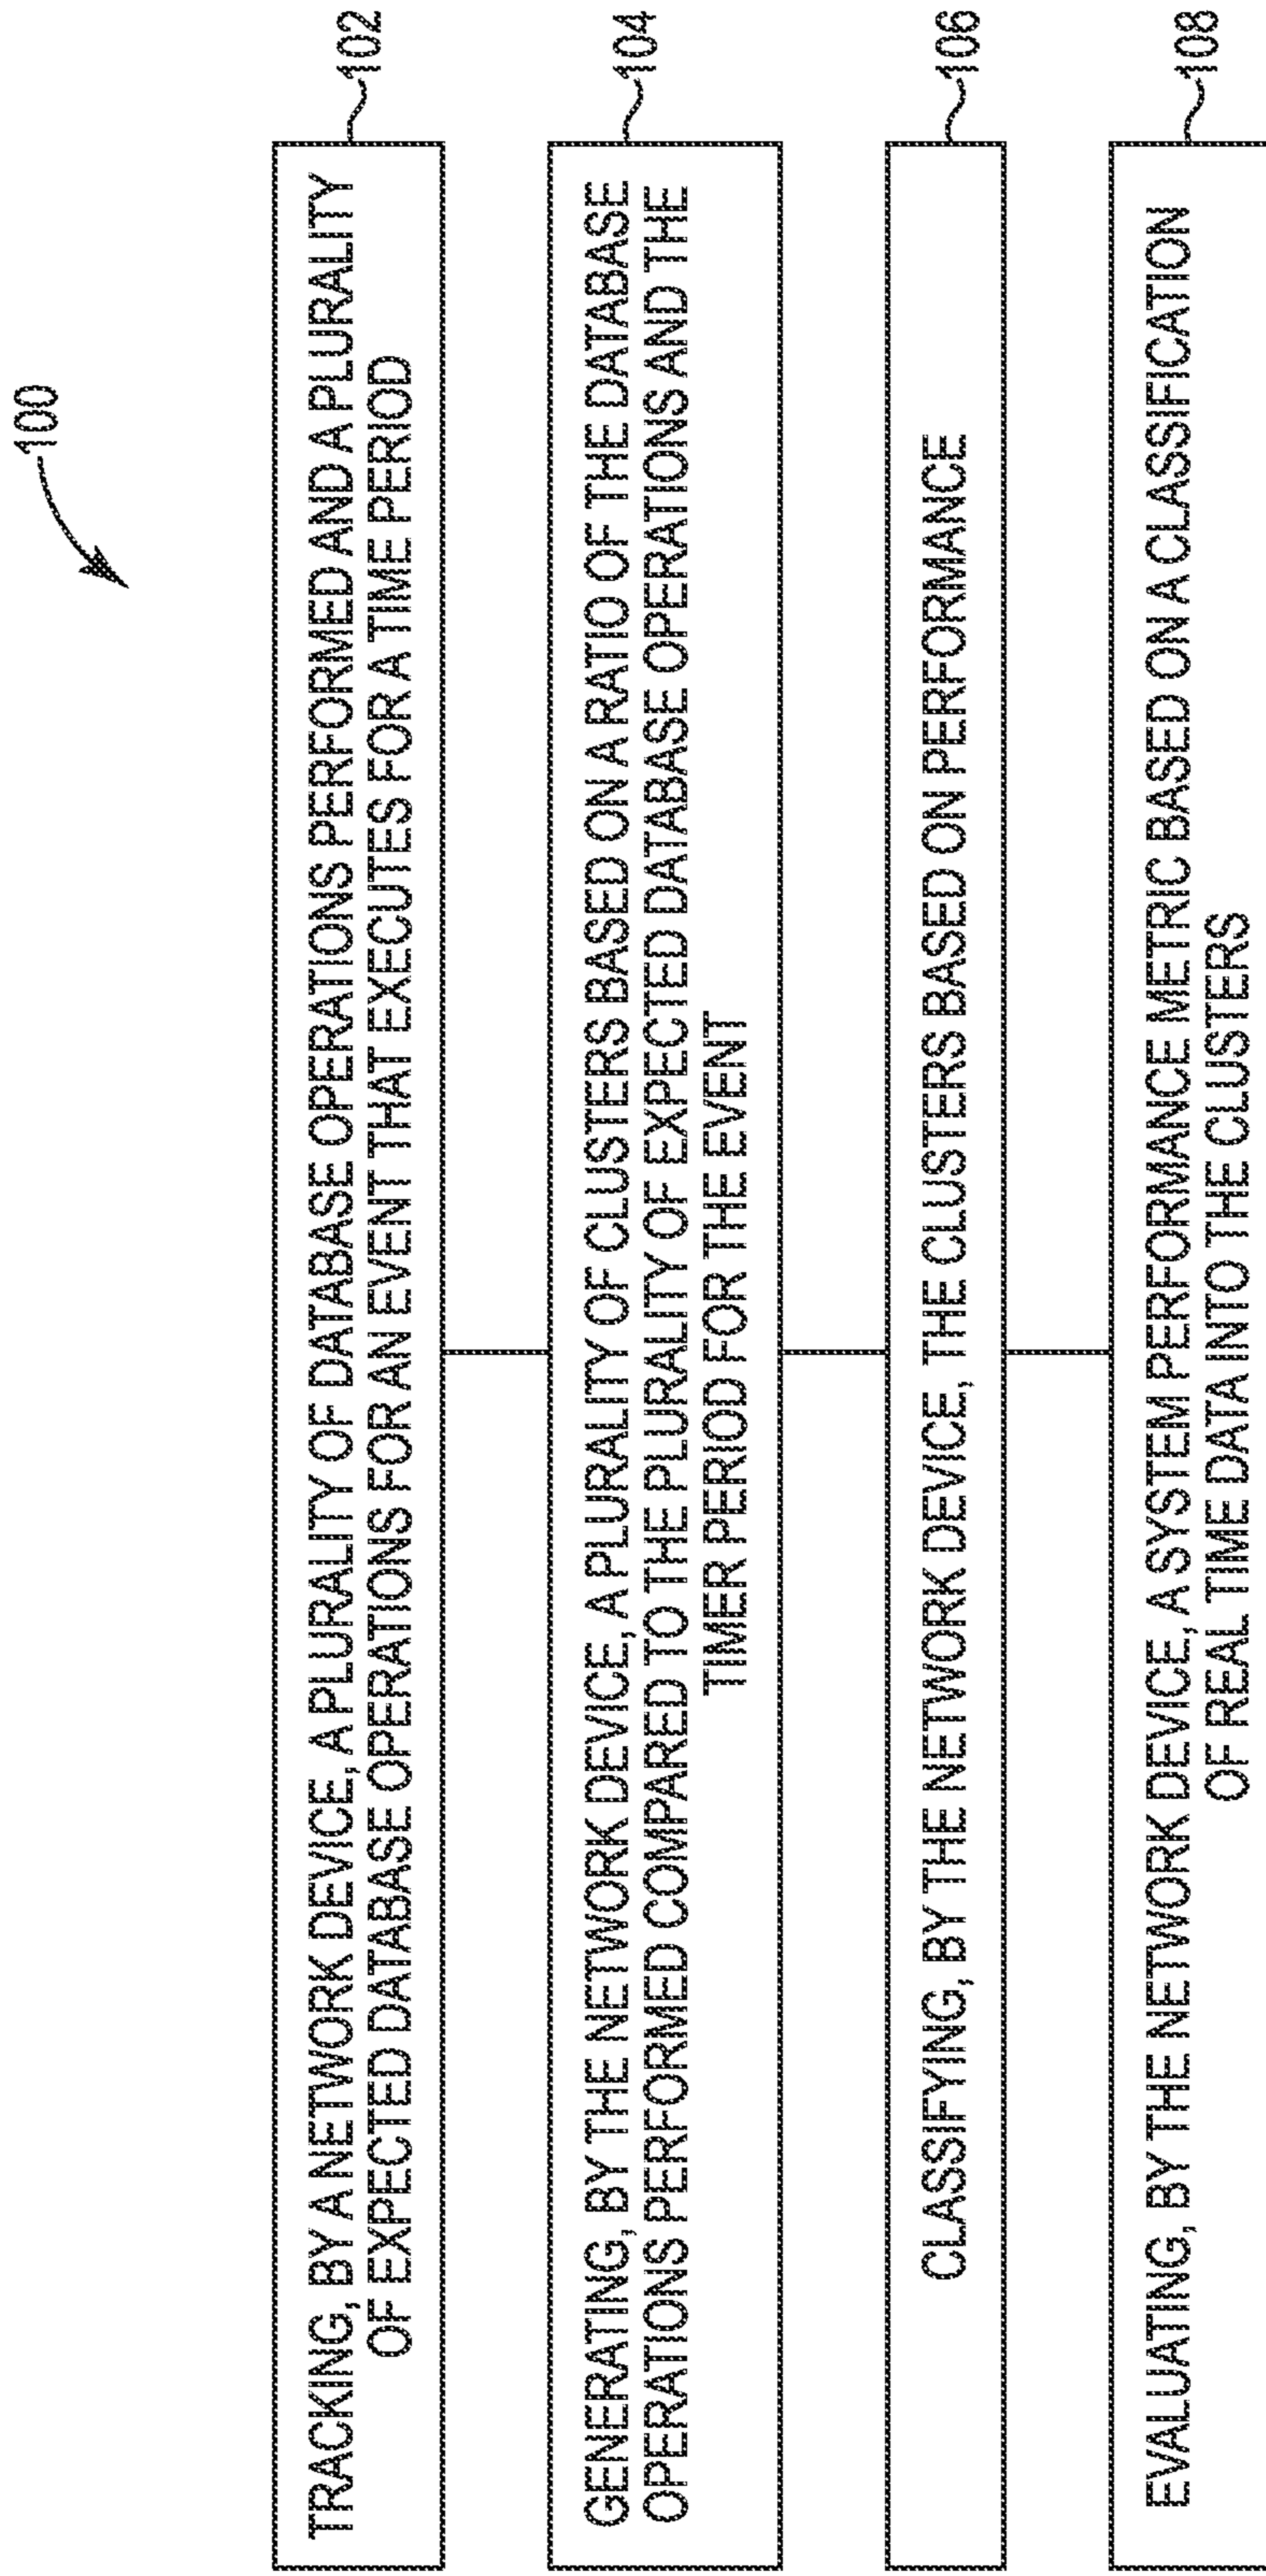 100
TRACKING, BY A NETWORK DEVICE, A PLURALITY OF DATABASE OPERATIONS PERFORMED AND A PLURALITY
OF EXPECTED DATABASE OPERATIONS FOR AN EVENT THAT EXECUTES FOR A TIME PERIOD
102
GENERATING, BY THE NETWORK DEVICE, A PLURALITY OF CLUSTERS BASED ON A RATIO OF THE DATABASE
OPERATIONS PERFORMED COMPARED TO THE PLURALITY OF EXPECTED DATABASE OPERATIONS AND THE
TIMER PERIOD FOR THE EVENT
104
CLASSIFYING, BY THE NETWORK DEVICE, THE CLUSTERS BASED ON PERFORMANCE
106
EVALUATING, BY THE NETWORK DEVICE, A SYSTEM PERFORMANCE METRIC BASED ON A CLASSIFICATION
OF REAL TIME DATA INTO THE CLUSTERS
108